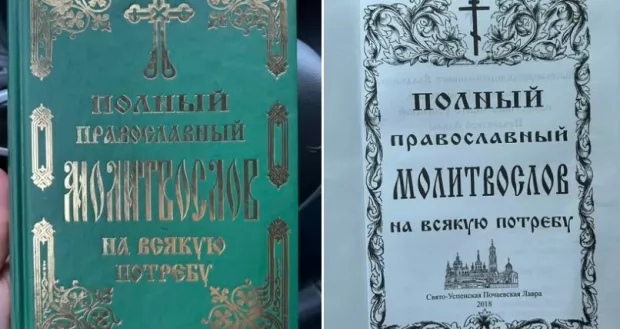 ПОЛНЫЙ
ПРАВОСЛАВНЫЙ
МОЛИТВОСЛОВ
НА ВСЯКУЮ
ПОТРЕБУ
ПОЛНЫЙ
ПРАВОСЛАВНЫЙ
МОЛИТВОСЛОВ
НА ВСЯКУЮ ПОТРЕБУ
Свято-Успенская Почаевская Лавра
2018